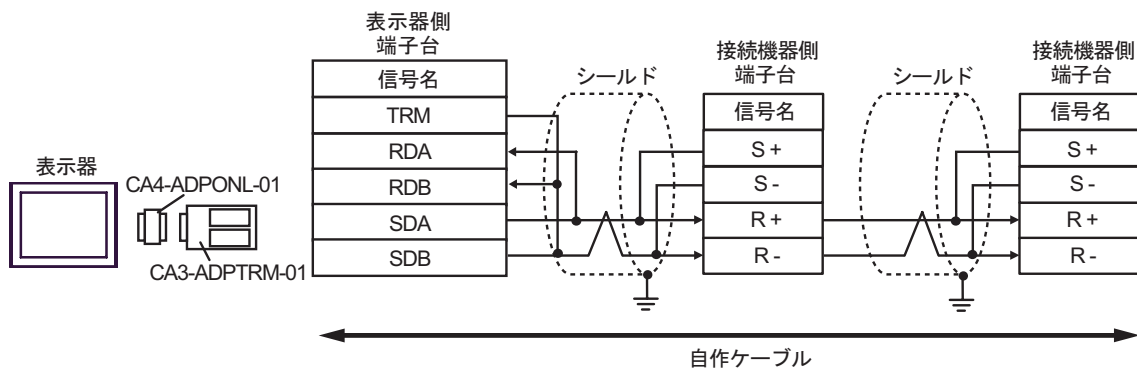 表示器
CA4-ADPONL-01
CA3-ADPTRM-01
表示器側
端子台
信号名
TRM
RDA
RDB
SDA
SDB
シールド
接続機器側
端子台
信号名
S+
S-
R+
R-
シールド
接続機器側
端子台
信号名
S+
S-
R+
R-
自作ケーブル